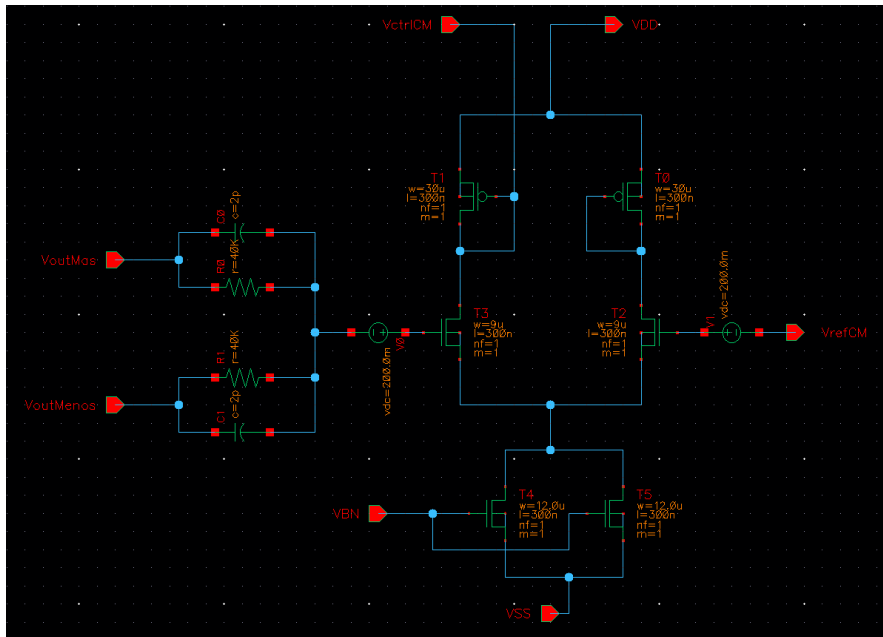 VctrlCM
VDD
T1
w=30u
l=300n
nf=1
m=1
T0
w=30u
l=300n
nf=1
m=1
C0
c=2p
VoutMas
R0
r=40K
R1
r=40K
VoutMenos
C1
c=2p
V0
vdc=200.0m
T3
w=9u
l=300n
nf=1
m=1
T2
w=9u
l=300n
nf=1
m=1
V1
vdc=200.0m
VrefCM
VBN
T4
w=12.0u
l=300n
nf=1
m=1
T5
w=12.0u
l=300n
nf=1
m=1
VSS